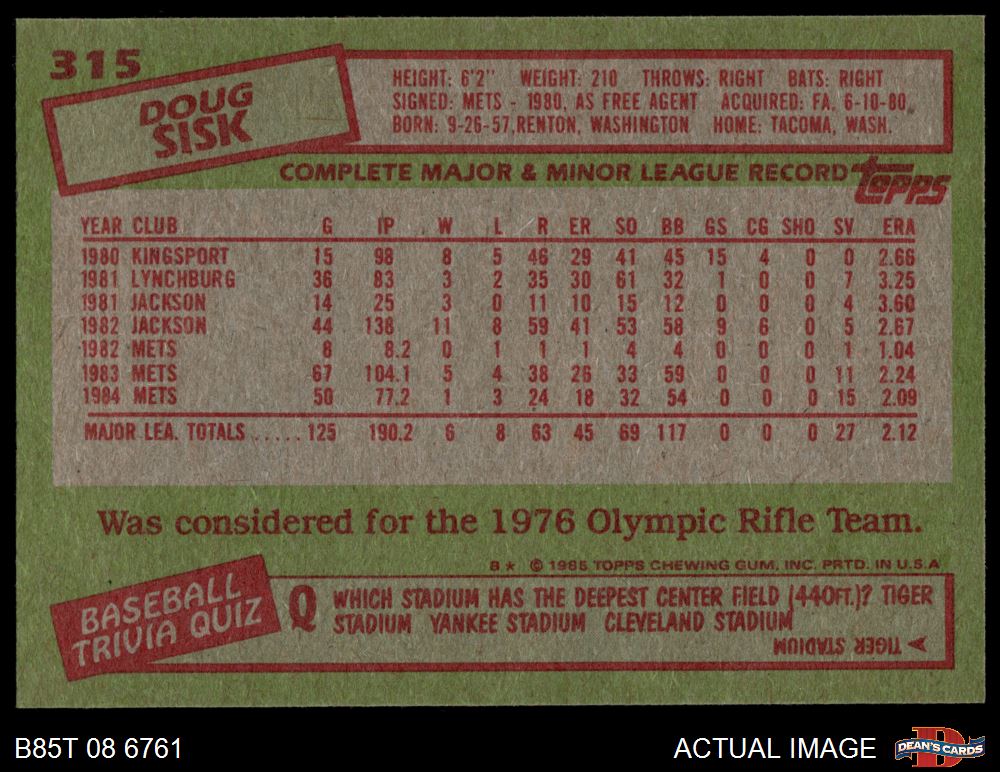 315
DOUG
SISK
HEIGHT: 6'2" WEIGHT: 210 THROWS: RIGHT BATS: RIGHT
SIGNED: METS - 1980, AS FREE AGENT ACQUIRED: FA, 6-10-80,
BORN: 9-26-57, RENTON, WASHINGTON HOME: TACOMA, WASH.
COMPLETE MAJOR & MINOR LEAGUE RECORD topps
YEAR CLUB G IP W L R ER SO BB GS CG SHO SV ERA
1980 KINGSPORT 15 98 8 5 46 29 41 45 15 4 0 0 2.66
1981 LYNCHBURG 36 83 3 2 35 30 61 32 1 0 0 7 3.25
1981 JACKSON 14 25 3 0 11 10 15 12 0 0 0 4 3.60
1982 JACKSON 44 138 11 8 59 41 53 58 9 6 0 5 2.67
1982 METS 8 8.2 0 1 1 1 4 4 0 0 0 1 1.04
1983 METS 67 104.1 5 4 38 26 33 59 0 0 0 11 2.24
1984 METS 50 77.2 1 3 24 18 32 54 0 0 0 15 2.09
MAJOR LEA. TOTALS ..... 125 190.2 6 8 63 45 69 117 0 0 0 27 2.12
Was considered for the 1976 Olympic Rifle Team.
B★ © 1985 TOPPS CHEWING GUM, INC. PRTD. IN U.S.A
BASEBALL
TRIVIA QUIZ
Q WHICH STADIUM HAS THE DEEPEST CENTER FIELD (440FT.)? TIGER
STADIUM YANKEE STADIUM CLEVELAND STADIUM
TIGER STADIUM
B85T 08 6761
ACTUAL IMAGE
D
DEAN'S CARDS